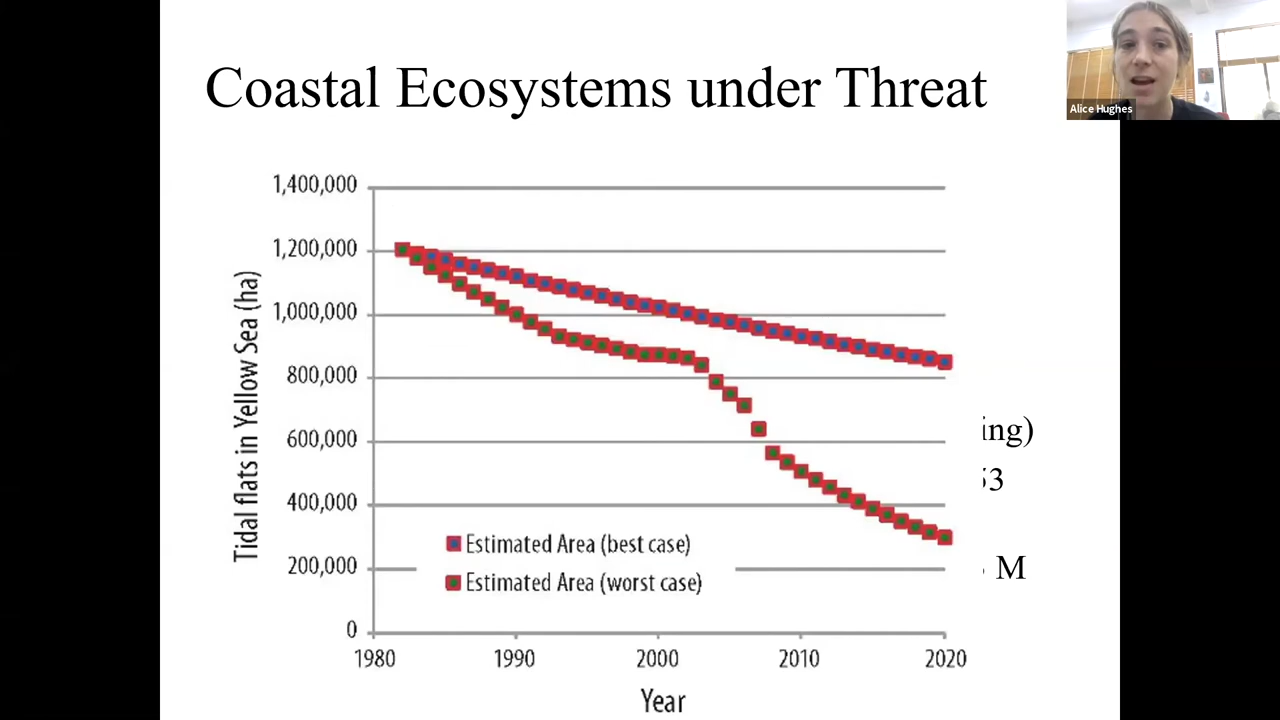 Coastal Ecosystems under Threat
Alice Hughes
1,400,000
1,200,000
1,000,000
800,000
600,000
400,000
200,000
0
Tidal flats in Yellow Sea (ha)
Estimated Area (best case)
Estimated Area (worst case)
1980 1990 2000 2010 2020
Year
ing)
53
M